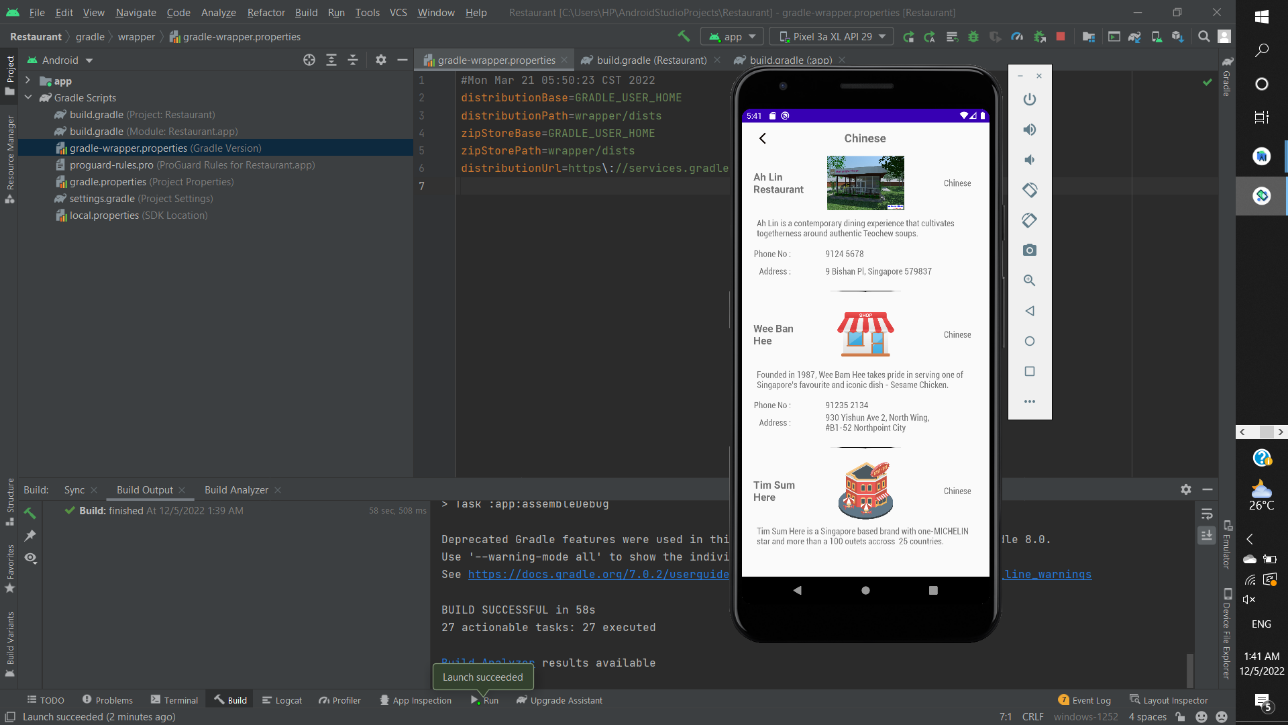 File Edit View Navigate Code Analyze Refactor Build Run Tools VCS Window Help Restaurant [C:\Users\HP\AndroidStudioProjects\Restaurant] - gradle-wrapper.properties [Restaurant]
Restaurant gradle wrapper gradle-wrapper.properties
app Pixel 3a XL API 29
Android
gradle-wrapper.properties build.gradle (Restaurant) build.gradle (:app)
Project
Resource Manager
Structure
Favorites
Build Variants
app
Gradle Scripts
build.gradle (Project: Restaurant)
build.gradle (Module: Restaurant.app)
gradle-wrapper.properties (Gradle Version)
proguard-rules.pro (ProGuard Rules for Restaurant.app)
gradle.properties (Project Properties)
settings.gradle (Project Settings)
local.properties (SDK Location)
1 #Mon Mar 21 05:50:23 CST 2022
2 distributionBase=GRADLE_USER_HOME
3 distributionPath=wrapper/dists
4 zipStoreBase=GRADLE_USER_HOME
5 zipStorePath=wrapper/dists
6 distributionUrl=https\://services.gradle
7
5:41
Chinese
Ah Lin
Restaurant
Chinese
Ah Lin is a contemporary dining experience that cultivates
togetherness around authentic Teochew soups.
Phone No : 9124 5678
Address : 9 Bishan Pl, Singapore 579837
Wee Ban
Hee
SHOP
Chinese
Founded in 1987, Wee Bam Hee takes pride in serving one of
Singapore's favourite and iconic dish - Sesame Chicken.
Phone No : 91235 2134
Address :
930 Yishun Ave 2, North Wing,
#B1-52 Northpoint City
Tim Sum
Here
Chinese
Tim Sum Here is a Singapore based brand with one-MICHELIN
star and more than a 100 outets accross 25 countries.
Gradle
Emulator
Device File Explorer
Build: Sync Build Output Build Analyzer
Build: finished At 12/5/2022 1:39 AM 58 sec, 508 ms
> Task :app:assembleDebug
Deprecated Gradle features were used in thi dle 8.0.
Use '--warning-mode all' to show the indivi
See https://docs.gradle.org/7.0.2/userguide _line_warnings
BUILD SUCCESSFUL in 58s
27 actionable tasks: 27 executed
Build Analyzer results available
Launch succeeded
TODO Problems Terminal Build Logcat Profiler App Inspection Run Upgrade Assistant Event Log Layout Inspector
Launch succeeded (2 minutes ago) 7:1 CRLF windows-1252 4 spaces
26°C
ENG
1:41 AM
12/5/2022
5